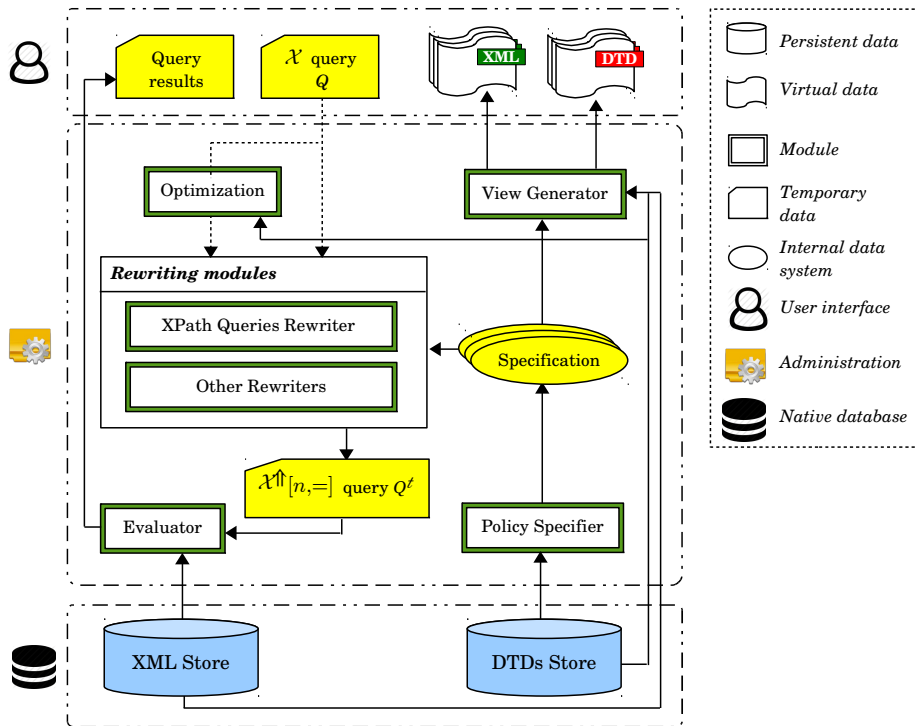 Query
results
𝒳 query
Q
XML
DTD
Optimization
View Generator
Rewriting modules
XPath Queries Rewriter
Other Rewriters
Specification
𝒳⇑[n,=] query Qᵗ
Evaluator
Policy Specifier
XML Store
DTDs Store
Persistent data
Virtual data
Module
Temporary
data
Internal data
system
User interface
Administration
Native database